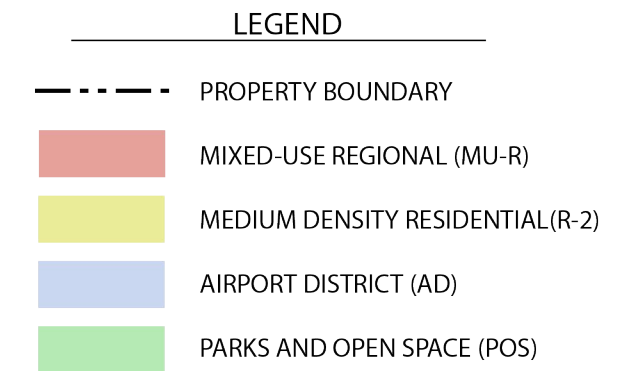 LEGEND
PROPERTY BOUNDARY
MIXED-USE REGIONAL (MU-R)
MEDIUM DENSITY RESIDENTIAL(R-2)
AIRPORT DISTRICT (AD)
PARKS AND OPEN SPACE (POS)